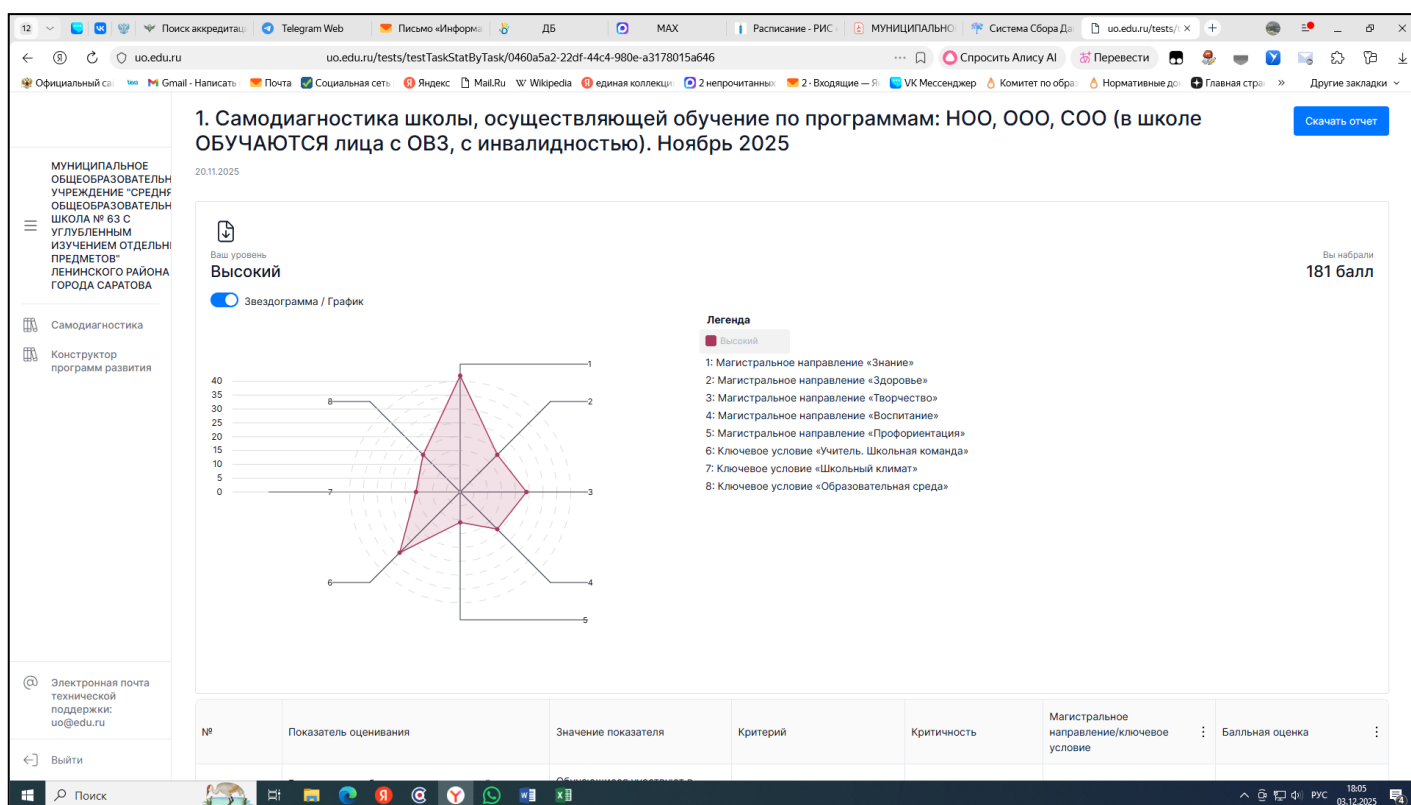 12
Поиск аккредитац
Telegram Web
Письмо «Информа
ДБ
MAX
Расписание - РИС
МУНИЦИПАЛЬНО
Система Сбора Да
uo.edu.ru/tests/t
uo.edu.ru
uo.edu.ru/tests/testTaskStatByTask/0460a5a2-22df-44c4-980e-a3178015a646
Спросить Алису AI
Перевести
Официальный са
Gmail - Написать
Почта
Социальная сеть
Яндекс
Mail.Ru
Wikipedia
единая коллекци
2 непрочитанных
2 - Входящие — Я
VK Мессенджер
Комитет по обра
Нормативные до
Главная стра
Другие закладки
1. Самодиагностика школы, осуществляющей обучение по программам: НОО, ООО, СОО (в школе
ОБУЧАЮТСЯ лица с ОВЗ, с инвалидностью). Ноябрь 2025
Скачать отчет
20.11.2025
МУНИЦИПАЛЬНОЕ
ОБЩЕОБРАЗОВАТЕЛЬН
УЧРЕЖДЕНИЕ "СРЕДНЯ
ОБЩЕОБРАЗОВАТЕЛЬН
ШКОЛА № 63 С
УГЛУБЛЕННЫМ
ИЗУЧЕНИЕМ ОТДЕЛЬН
ПРЕДМЕТОВ"
ЛЕНИНСКОГО РАЙОНА
ГОРОДА САРАТОВА
Самодиагностика
Конструктор
программ развития
Электронная почта
технической
поддержки:
uo@edu.ru
Выйти
Ваш уровень
Высокий
Вы набрали
181 балл
Звездограмма / График
40
35
30
25
20
15
10
5
0
1
2
3
4
5
6
7
8
Легенда
Высокий
1: Магистральное направление «Знание»
2: Магистральное направление «Здоровье»
3: Магистральное направление «Творчество»
4: Магистральное направление «Воспитание»
5: Магистральное направление «Профориентация»
6: Ключевое условие «Учитель. Школьная команда»
7: Ключевое условие «Школьный климат»
8: Ключевое условие «Образовательная среда»
№
Показатель оценивания
Значение показателя
Критерий
Критичность
Магистральное
направление/ключевое
условие
Балльная оценка
Поиск
РУС
18:05
03.12.2025
4